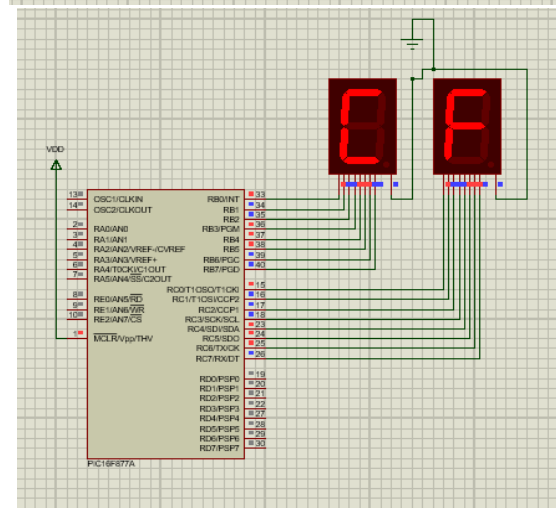 C F
VDD
13 OSC1/CLKIN RB0/INT 33
14 OSC2/CLKOUT RB1 34
RB2 35
2 RA0/AN0 RB3/PGM 36
3 RA1/AN1 RB4 37
4 RA2/AN2/VREF-/CVREF RB5 38
5 RA3/AN3/VREF+ RB6/PGC 39
6 RA4/T0CKI/C1OUT RB7/PGD 40
7 RA5/AN4/SS/C2OUT
RC0/T1OSO/T1CKI 15
8 RE0/AN5/RD RC1/T1OSI/CCP2 16
9 RE1/AN6/WR RC2/CCP1 17
10 RE2/AN7/CS RC3/SCK/SCL 18
RC4/SDI/SDA 23
1 MCLR/Vpp/THV RC5/SDO 24
RC6/TX/CK 25
RC7/RX/DT 26
RD0/PSP0 19
RD1/PSP1 20
RD2/PSP2 21
RD3/PSP3 22
RD4/PSP4 27
RD5/PSP5 28
RD6/PSP6 29
RD7/PSP7 30
PIC16F877A